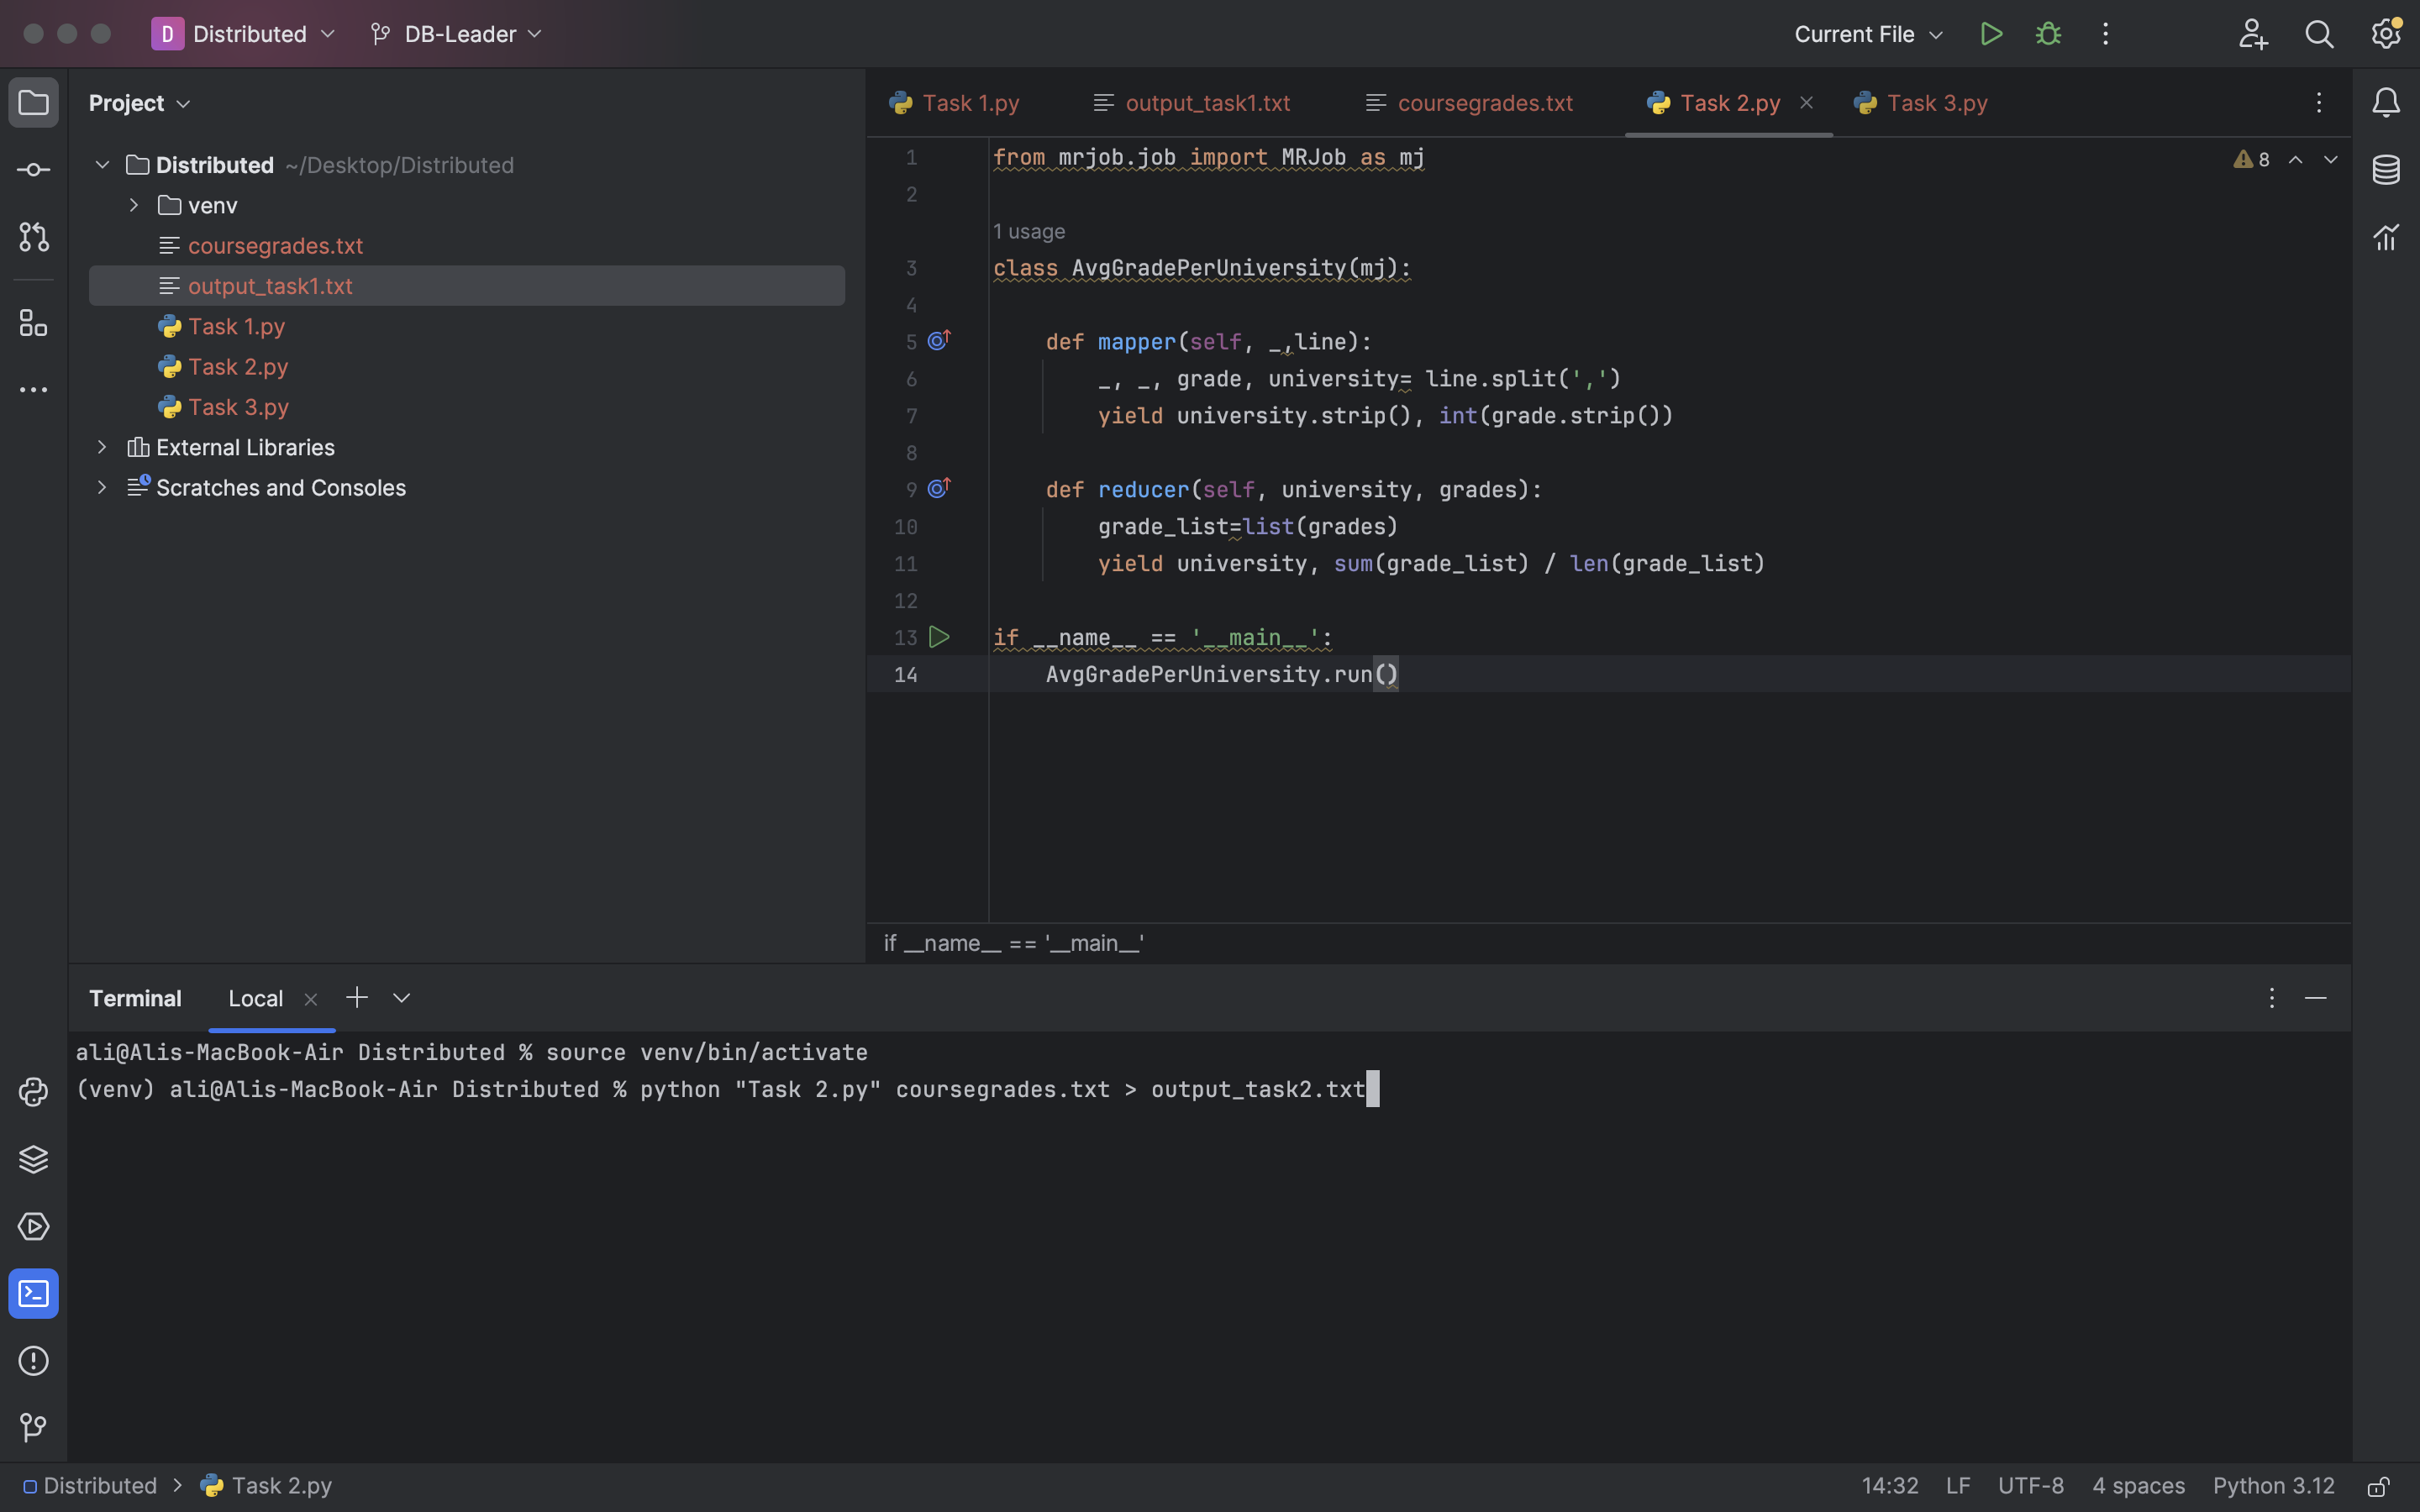 D Distributed DB-Leader Current File
Project
Distributed ~/Desktop/Distributed
venv
coursegrades.txt
output_task1.txt
Task 1.py
Task 2.py
Task 3.py
External Libraries
Scratches and Consoles
Task 1.py output_task1.txt coursegrades.txt Task 2.py Task 3.py
8
1 from mrjob.job import MRJob as mj
2
1 usage
3 class AvgGradePerUniversity(mj):
4
5 def mapper(self, _,line):
6 _, _, grade, university= line.split(',')
7 yield university.strip(), int(grade.strip())
8
9 def reducer(self, university, grades):
10 grade_list=list(grades)
11 yield university, sum(grade_list) / len(grade_list)
12
13 if __name__ == '__main__':
14 AvgGradePerUniversity.run()
if __name__ == '__main__'
Terminal Local
ali@Alis-MacBook-Air Distributed % source venv/bin/activate
(venv) ali@Alis-MacBook-Air Distributed % python "Task 2.py" coursegrades.txt > output_task2.txt
Distributed > Task 2.py 14:32 LF UTF-8 4 spaces Python 3.12